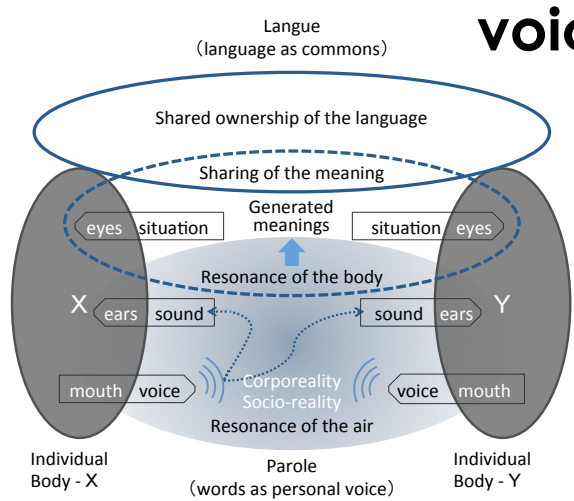 Langue
(language as commons)
voic
Shared ownership of the language
Sharing of the meaning
Generated
meanings
eyes situation
situation eyes
Resonance of the body
X
Y
ears sound
sound ears
mouth voice
Corporeality
Socio-reality
voice mouth
Resonance of the air
Individual
Body - X
Parole
(words as personal voice)
Individual
Body - Y